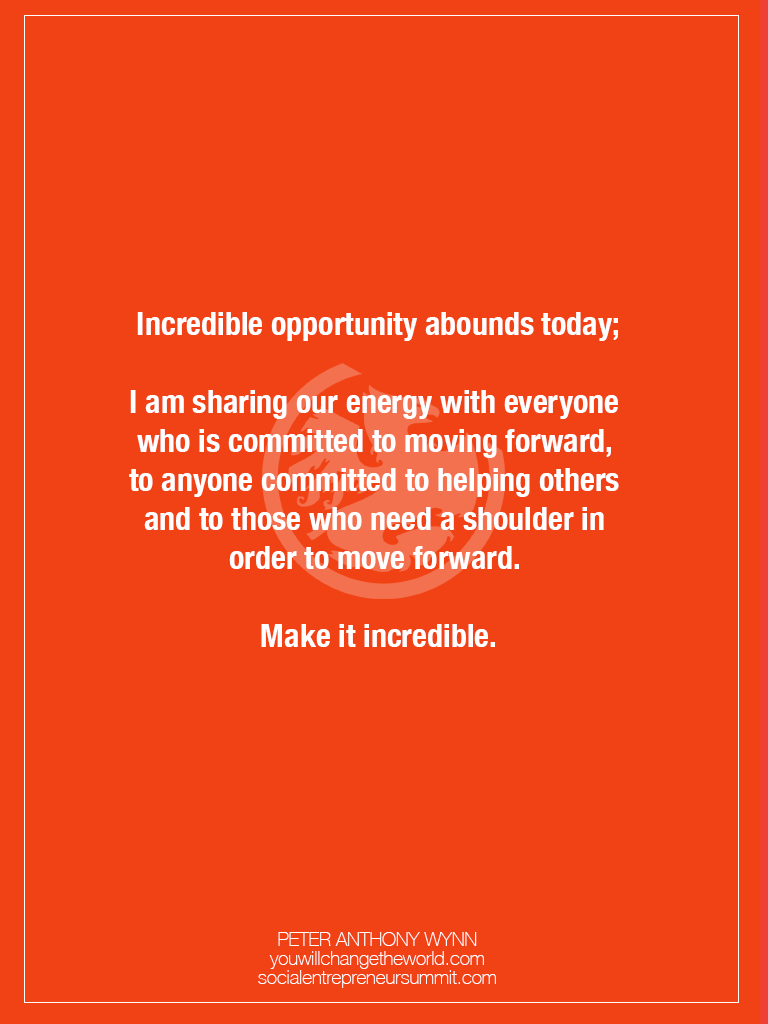 Incredible opportunity abounds today;
I am sharing our energy with everyone
who is committed to moving forward,
to anyone committed to helping others
and to those who need a shoulder in
order to move forward.
Make it incredible.
PETER ANTHONY WYNN
youwillchangetheworld.com
socialentrepreneursummit.com